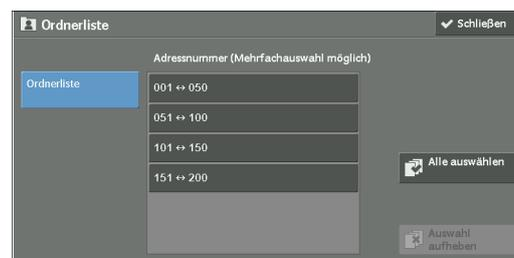 Ordnerliste
Schließen
Adressnummer (Mehrfachauswahl möglich)
Ordnerliste
001 ↔ 050
051 ↔ 100
101 ↔ 150
151 ↔ 200
Alle auswählen
Auswahl
aufheben